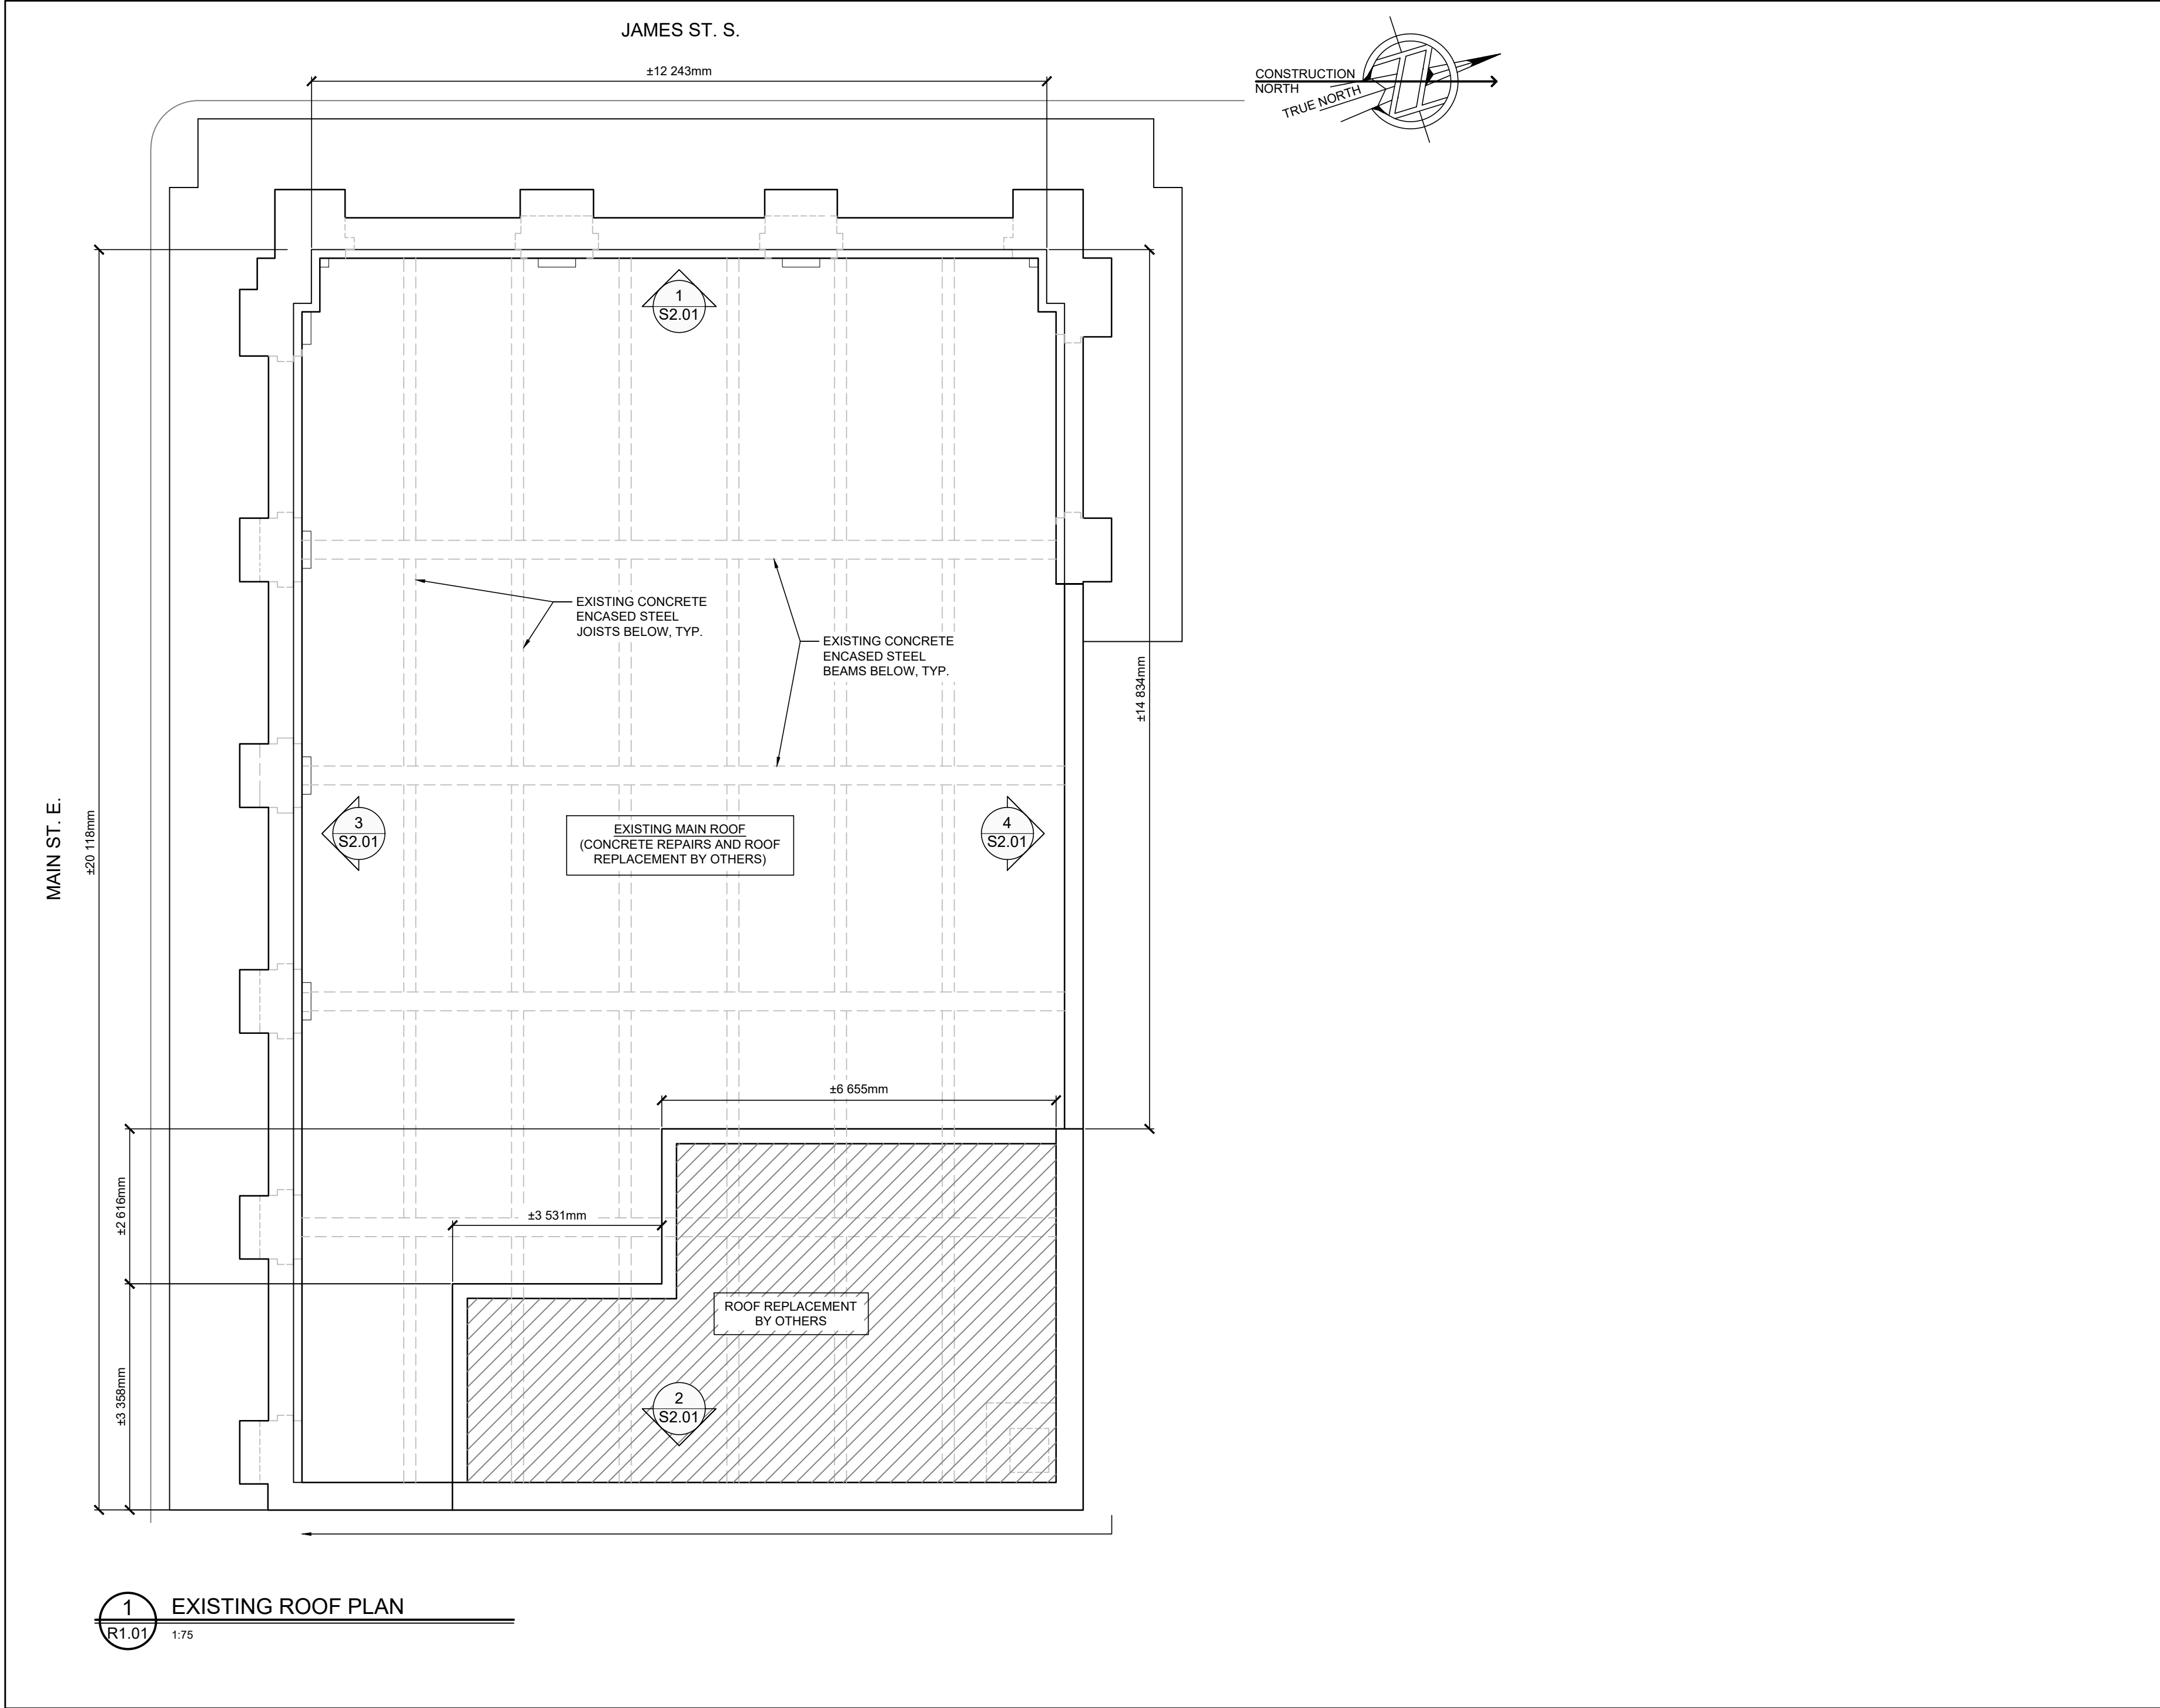 JAMES ST. S.
±12 243mm
CONSTRUCTION
NORTH
TRUE NORTH
1
S2.01
EXISTING CONCRETE
ENCASED STEEL
JOISTS BELOW, TYP.
EXISTING CONCRETE
ENCASED STEEL
BEAMS BELOW, TYP.
±14 834mm
MAIN ST. E.
±20 118mm
3
S2.01
EXISTING MAIN ROOF
(CONCRETE REPAIRS AND ROOF
REPLACEMENT BY OTHERS)
4
S2.01
±6 655mm
±2 616mm
±3 531mm
ROOF REPLACEMENT
BY OTHERS
±3 358mm
2
S2.01
1
R1.01
EXISTING ROOF PLAN
1:75